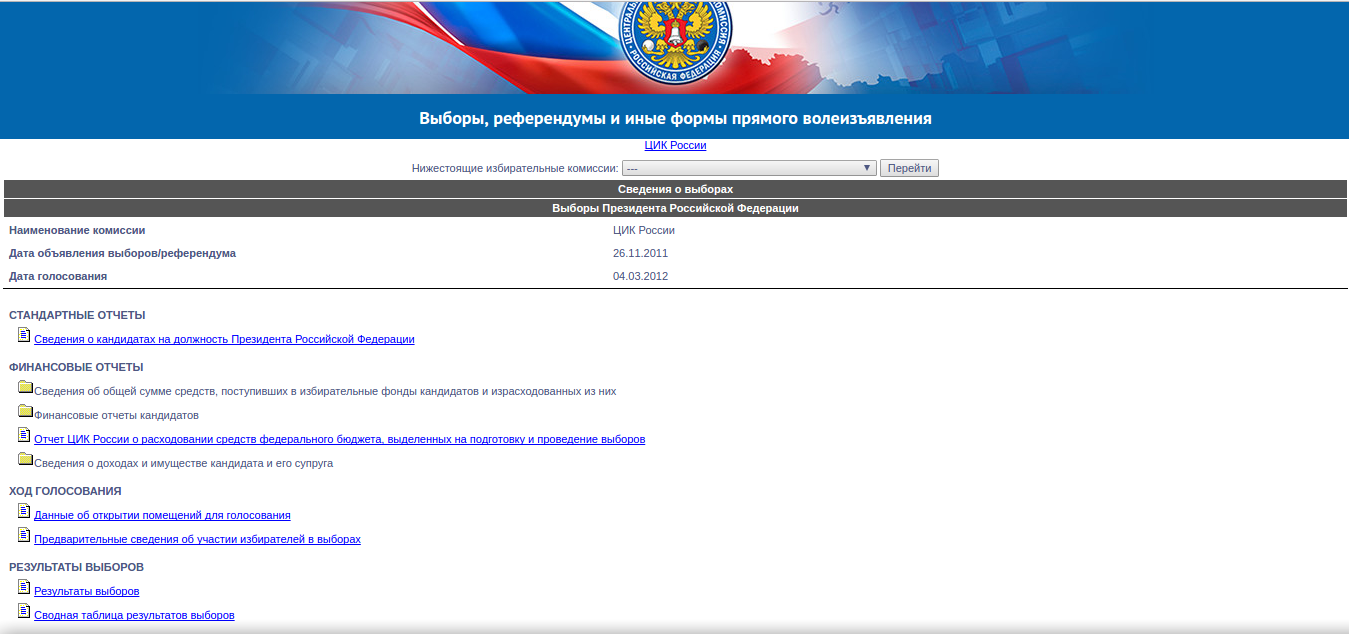 ЦЕНТРАЛЬ
КОМИССИЯ
РОССИЙСКАЯ ФЕДЕРАЦИЯ
Выборы, референдумы и иные формы прямого волеизъявления
ЦИК России
Нижестоящие избирательные комиссии: --- Перейти
Сведения о выборах
Выборы Президента Российской Федерации
Наименование комиссии ЦИК России
Дата объявления выборов/референдума 26.11.2011
Дата голосования 04.03.2012
СТАНДАРТНЫЕ ОТЧЕТЫ
Сведения о кандидатах на должность Президента Российской Федерации
ФИНАНСОВЫЕ ОТЧЕТЫ
Сведения об общей сумме средств, поступивших в избирательные фонды кандидатов и израсходованных из них
Финансовые отчеты кандидатов
Отчет ЦИК России о расходовании средств федерального бюджета, выделенных на подготовку и проведение выборов
Сведения о доходах и имуществе кандидата и его супруга
ХОД ГОЛОСОВАНИЯ
Данные об открытии помещений для голосования
Предварительные сведения об участии избирателей в выборах
РЕЗУЛЬТАТЫ ВЫБОРОВ
Результаты выборов
Сводная таблица результатов выборов